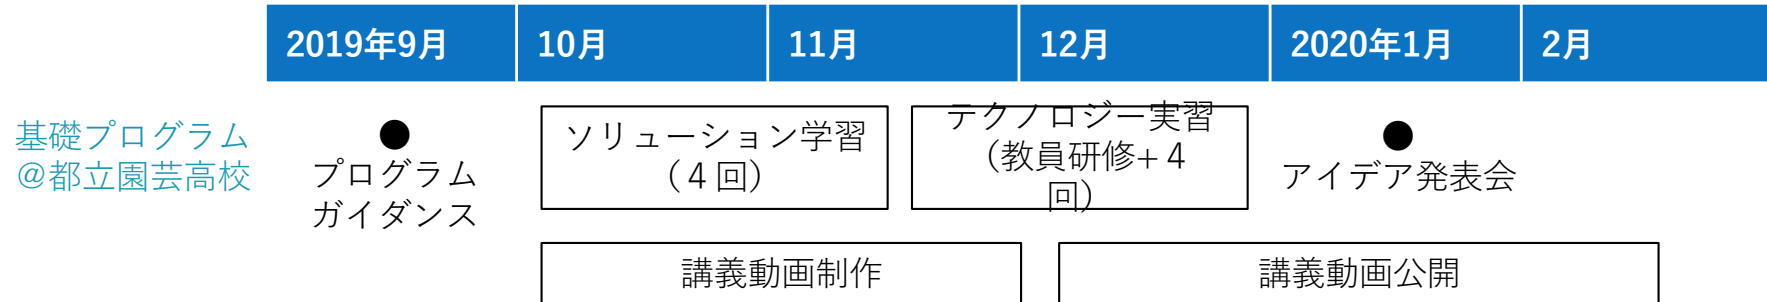 2019年9月 10月 11月 12月 2020年1月 2月
基礎プログラム
@都立園芸高校
プログラム
ガイダンス
ソリューション学習
（４回）
テクノロジー実習
（教員研修+４
回）
アイデア発表会
講義動画制作
講義動画公開